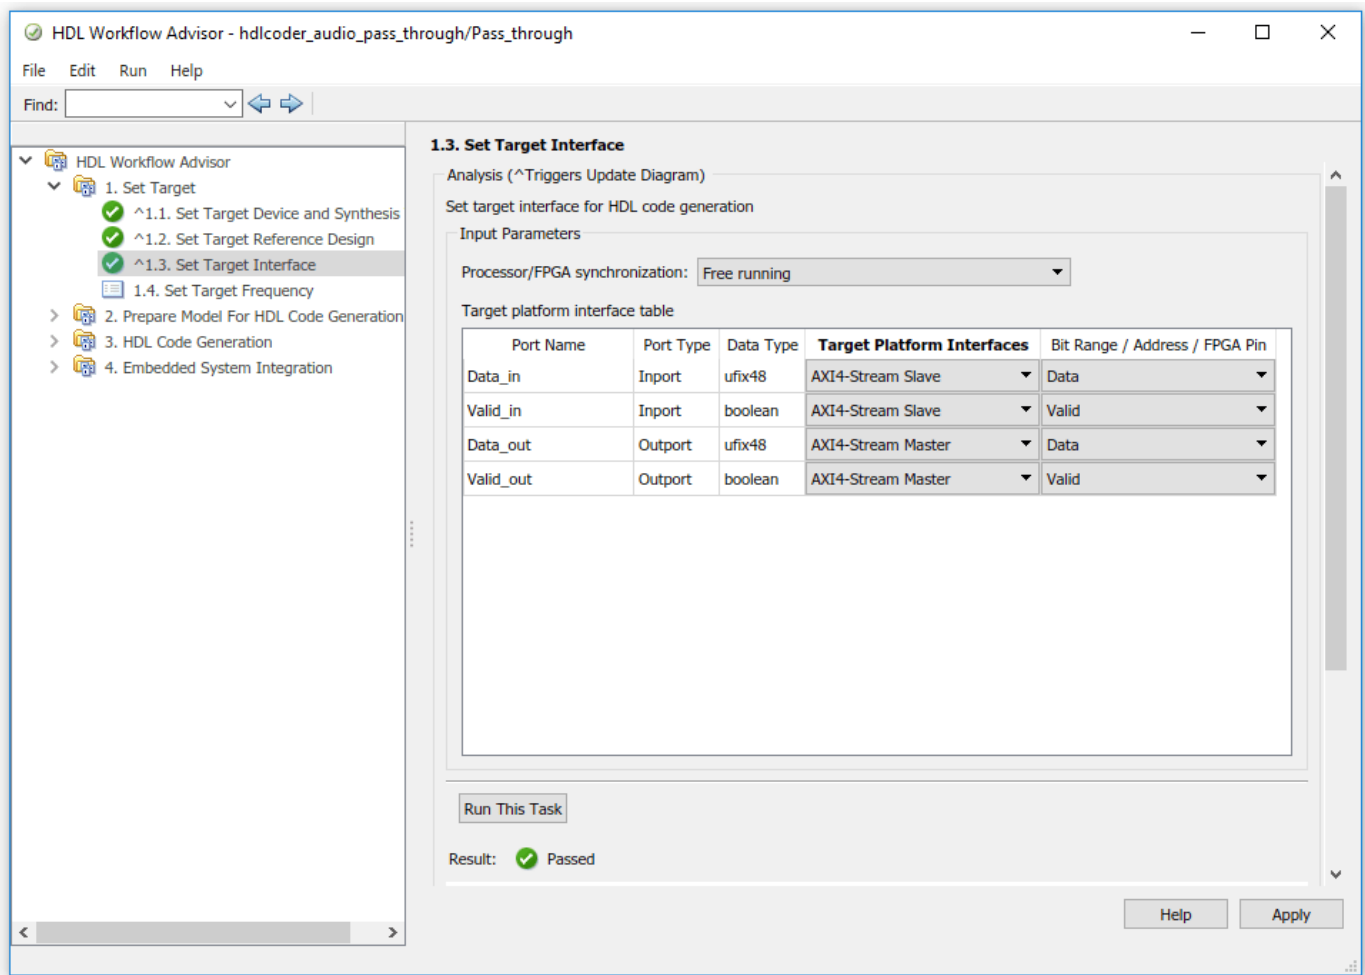 HDL Workflow Advisor - hdlcoder_audio_pass_through/Pass_through
File Edit Run Help
Find:
HDL Workflow Advisor
1. Set Target
^1.1. Set Target Device and Synthesis
^1.2. Set Target Reference Design
^1.3. Set Target Interface
1.4. Set Target Frequency
2. Prepare Model For HDL Code Generation
3. HDL Code Generation
4. Embedded System Integration
1.3. Set Target Interface
Analysis (^Triggers Update Diagram)
Set target interface for HDL code generation
Input Parameters
Processor/FPGA synchronization: Free running
Target platform interface table
Port Name Port Type Data Type Target Platform Interfaces Bit Range / Address / FPGA Pin
Data_in Inport ufix48 AXI4-Stream Slave Data
Valid_in Inport boolean AXI4-Stream Slave Valid
Data_out Outport ufix48 AXI4-Stream Master Data
Valid_out Outport boolean AXI4-Stream Master Valid
Run This Task
Result: Passed
Help Apply